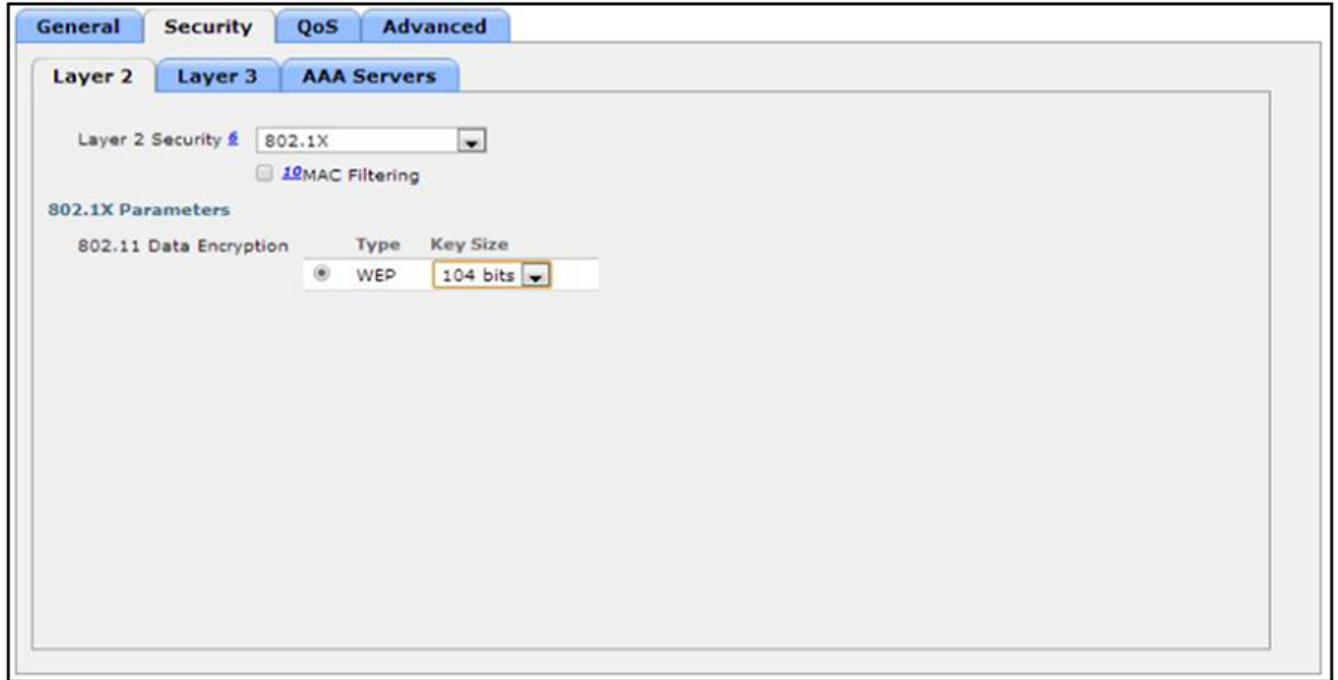 General Security QoS Advanced
Layer 2 Layer 3 AAA Servers
Layer 2 Security 6 802.1X
10MAC Filtering
802.1X Parameters
802.11 Data Encryption Type Key Size
WEP 104 bits